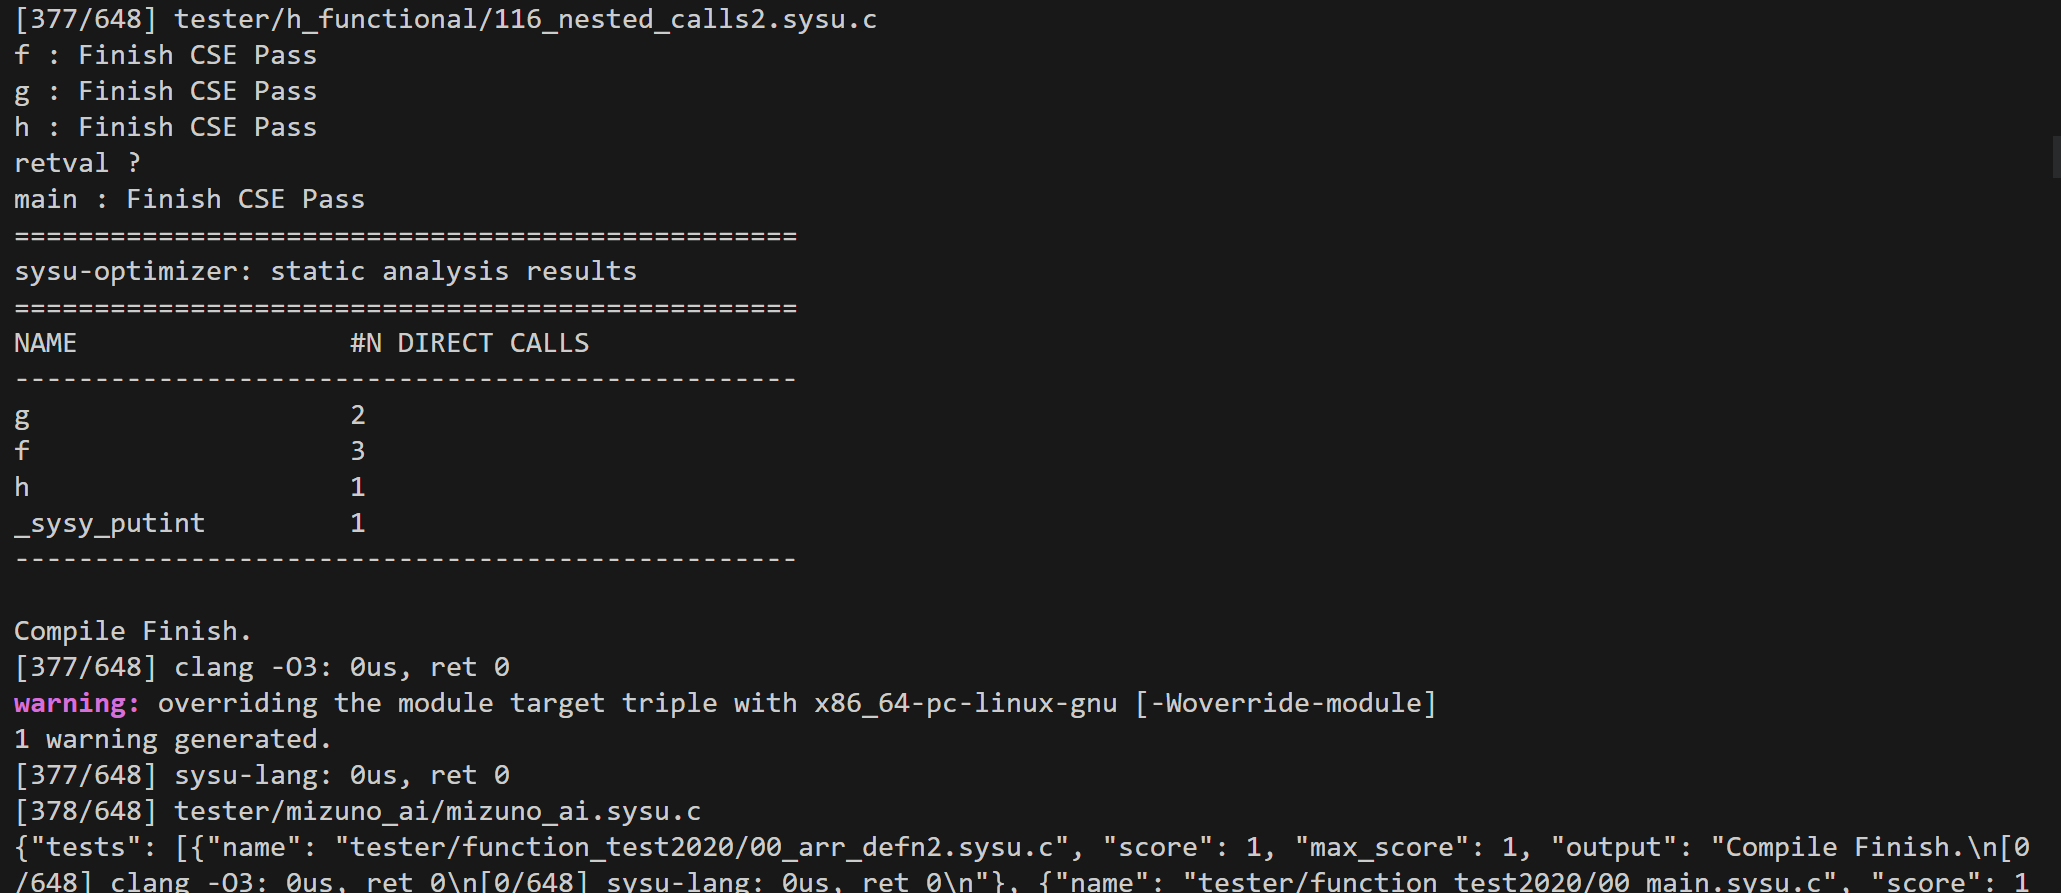 [377/648] tester/h_functional/116_nested_calls2.sysu.c
f : Finish CSE Pass
g : Finish CSE Pass
h : Finish CSE Pass
retval ?
main : Finish CSE Pass
=================================================
sysu-optimizer: static analysis results
=================================================
NAME                 #N DIRECT CALLS
-------------------------------------------------
g                    2
f                    3
h                    1
_sysy_putint         1
-------------------------------------------------
Compile Finish.
[377/648] clang -O3: 0us, ret 0
warning: overriding the module target triple with x86_64-pc-linux-gnu [-Woverride-module]
1 warning generated.
[377/648] sysu-lang: 0us, ret 0
[378/648] tester/mizuno_ai/mizuno_ai.sysu.c
{"tests": [{"name": "tester/function_test2020/00_arr_defn2.sysu.c", "score": 1, "max_score": 1, "output": "Compile Finish.\n[0
/648] clang -O3: 0us, ret 0\n[0/648] sysu-lang: 0us, ret 0\n"}, {"name": "tester/function_test2020/00_main.sysu.c", "score": 1